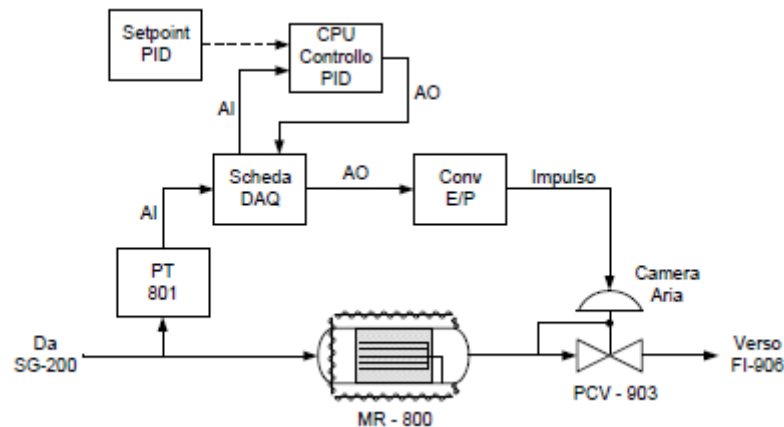 Setpoint
PID
CPU
Controllo
PID
AI
AO
Scheda
DAQ
AO
Conv
E/P
Impulso
AI
PT
801
Camera
Aria
Da
SG-200
Verso
FI-906
PCV - 903
MR - 800